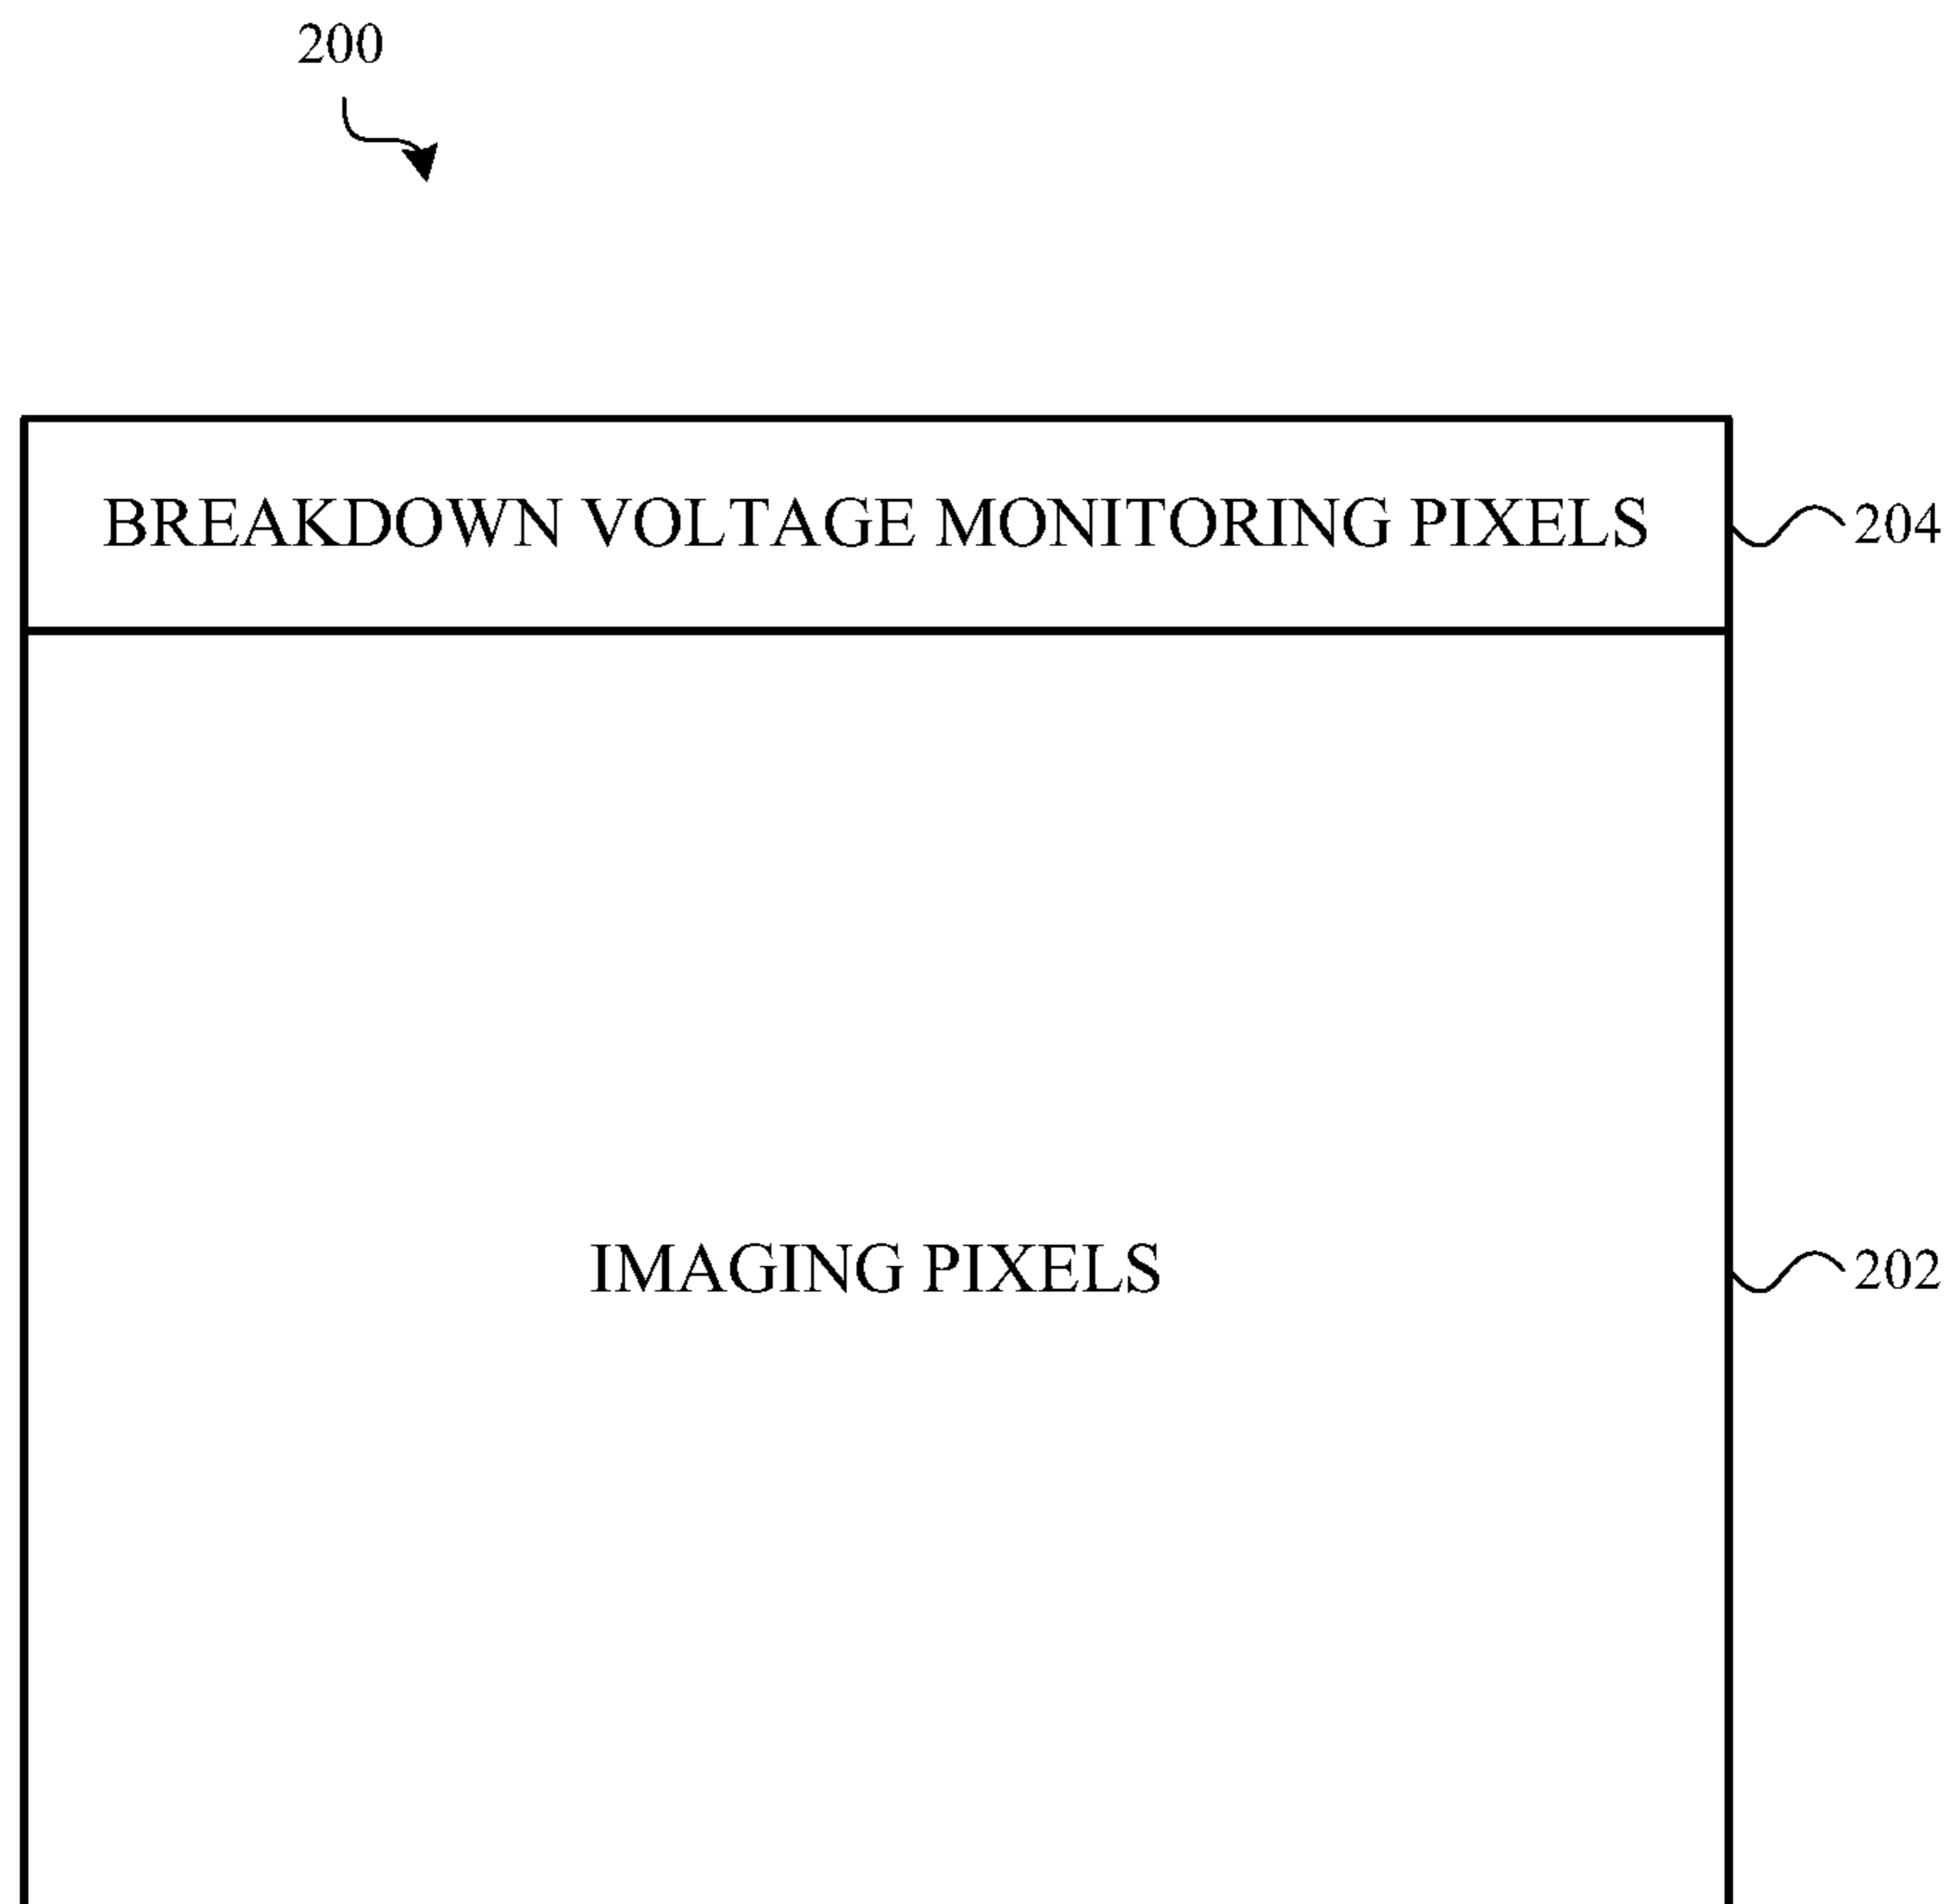 200
BREAKDOWN VOLTAGE MONITORING PIXELS 204
IMAGING PIXELS 202